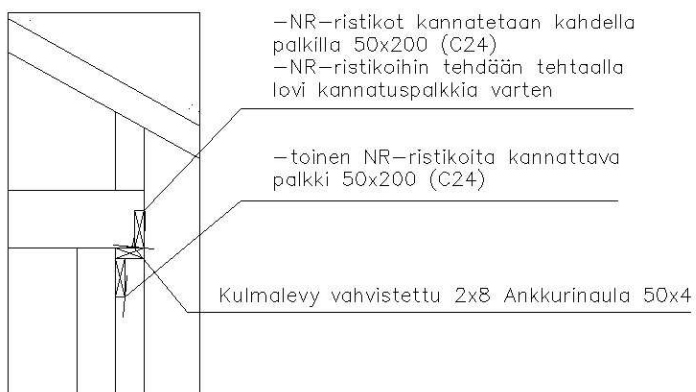 -NR-ristikot kannatetaan kahdella
palkilla 50x200 (C24)
-NR-ristikoihin tehdään tehtaalla
lovi kannatuspalkkia varten
-toinen NR-ristikoita kannattava
palkki 50x200 (C24)
Kulmalevy vahvistettu 2x8 Ankkurinaula 50x4